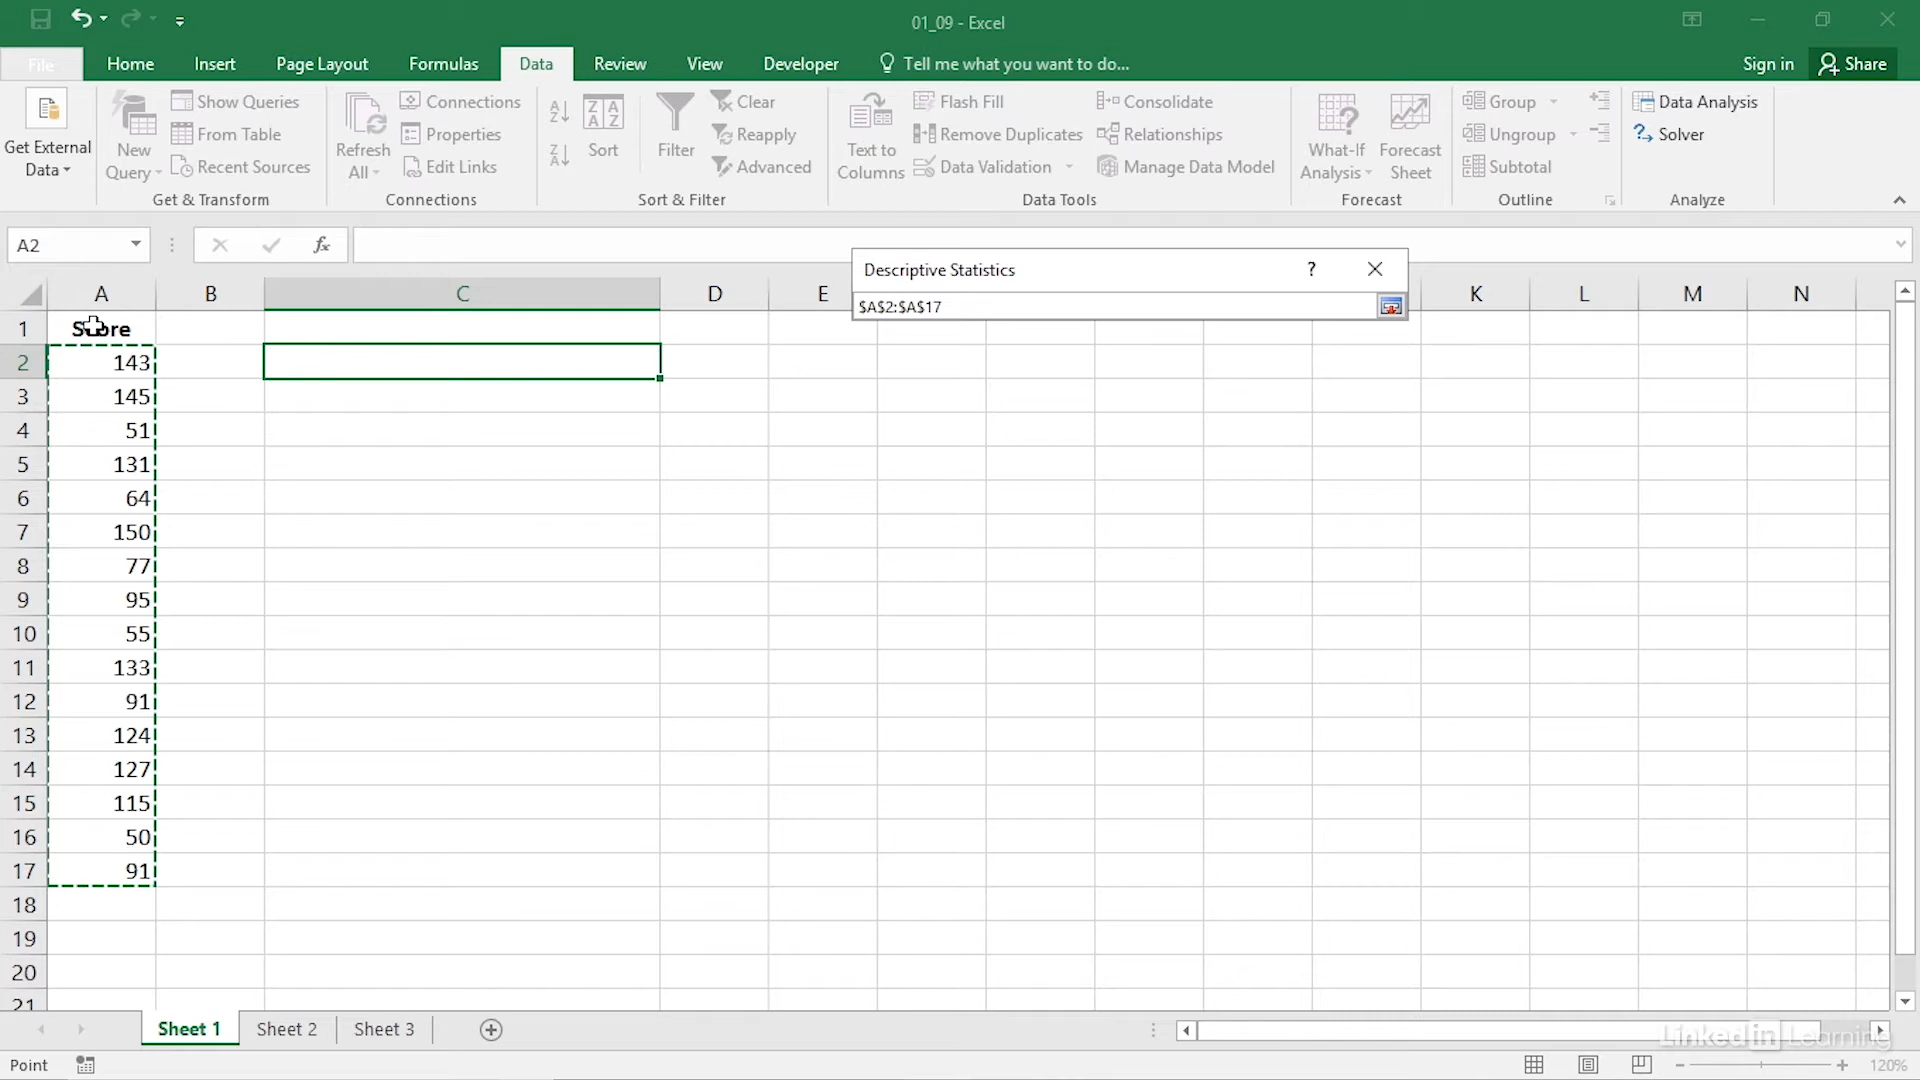 01_09 - Excel
File Home Insert Page Layout Formulas Data Review View Developer Tell me what you want to do... Sign in Share
Get External Data
New Query
Show Queries
From Table
Recent Sources
Get & Transform
Refresh All
Connections
Properties
Edit Links
Connections
Sort
Filter
Clear
Reapply
Advanced
Sort & Filter
Text to Columns
Flash Fill
Remove Duplicates
Data Validation
Consolidate
Relationships
Manage Data Model
Data Tools
What-If Analysis
Forecast Sheet
Forecast
Group
Ungroup
Subtotal
Outline
Data Analysis
Solver
Analyze
A2 fx
Descriptive Statistics ?
$A$2:$A$17
A B C D E K L M N
1 Score
2 143
3 145
4 51
5 131
6 64
7 150
8 77
9 95
10 55
11 133
12 91
13 124
14 127
15 115
16 50
17 91
18
19
20
21
Sheet 1 Sheet 2 Sheet 3
LinkedIn Learning
Point 120%